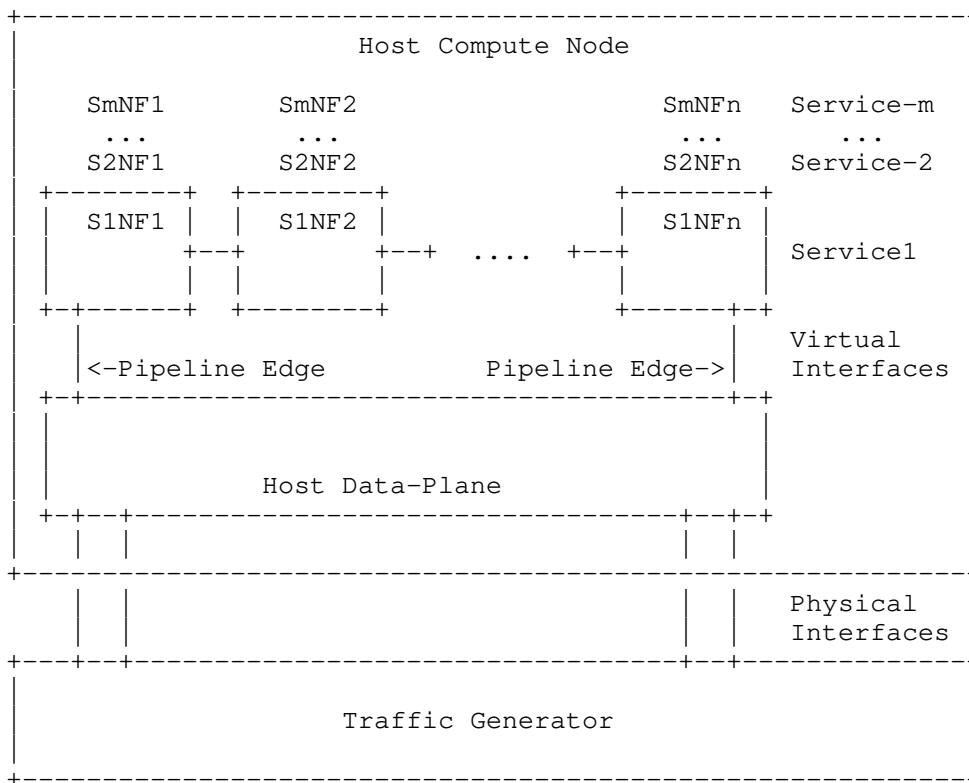 Host Compute Node
SmNF1 SmNF2 SmNFn Service-m
... ... ... ...
S2NF1 S2NF2 S2NFn Service-2
S1NF1 S1NF2 S1NFn
.... Service1
Virtual
<-Pipeline Edge Pipeline Edge-> Interfaces
Host Data-Plane
Physical
Interfaces
Traffic Generator